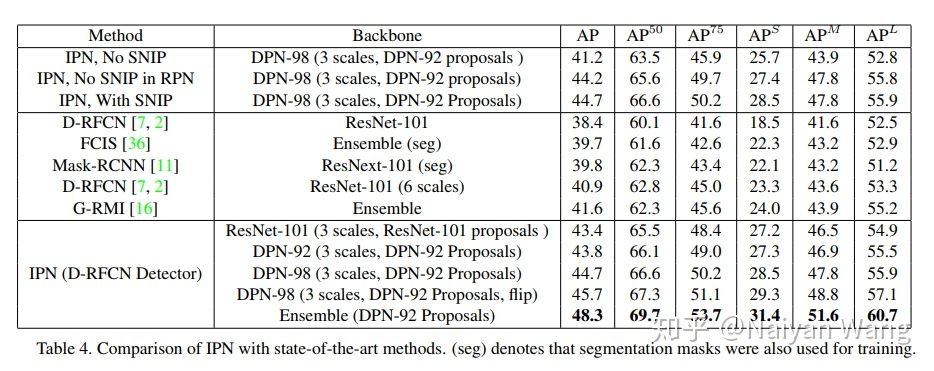 Method Backbone AP AP50 AP75 APS APM APL
IPN, No SNIP DPN-98 (3 scales, DPN-92 proposals ) 41.2 63.5 45.9 25.7 43.9 52.8
IPN, No SNIP in RPN DPN-98 (3 scales, DPN-92 Proposals) 44.2 65.6 49.7 27.4 47.8 55.8
IPN, With SNIP DPN-98 (3 scales, DPN-92 Proposals) 44.7 66.6 50.2 28.5 47.8 55.9
D-RFCN [7, 2] ResNet-101 38.4 60.1 41.6 18.5 41.6 52.5
FCIS [36] Ensemble (seg) 39.7 61.6 42.6 22.3 43.2 52.9
Mask-RCNN [11] ResNext-101 (seg) 39.8 62.3 43.4 22.1 43.2 51.2
D-RFCN [7, 2] ResNet-101 (6 scales) 40.9 62.8 45.0 23.3 43.6 53.3
G-RMI [16] Ensemble 41.6 62.3 45.6 24.0 43.9 55.2
ResNet-101 (3 scales, ResNet-101 proposals ) 43.4 65.5 48.4 27.2 46.5 54.9
DPN-92 (3 scales, DPN-92 Proposals) 43.8 66.1 49.0 27.3 46.9 55.5
IPN (D-RFCN Detector) DPN-98 (3 scales, DPN-92 Proposals) 44.7 66.6 50.2 28.5 47.8 55.9
DPN-98 (3 scales, DPN-92 Proposals, flip) 45.7 67.3 51.1 29.3 48.8 57.1
Ensemble (DPN-92 Proposals) 48.3 69.7 53.7 31.4 51.6 60.7
知乎 @Naiyan Wang
Table 4. Comparison of IPN with state-of-the-art methods. (seg) denotes that segmentation masks were also used for training.